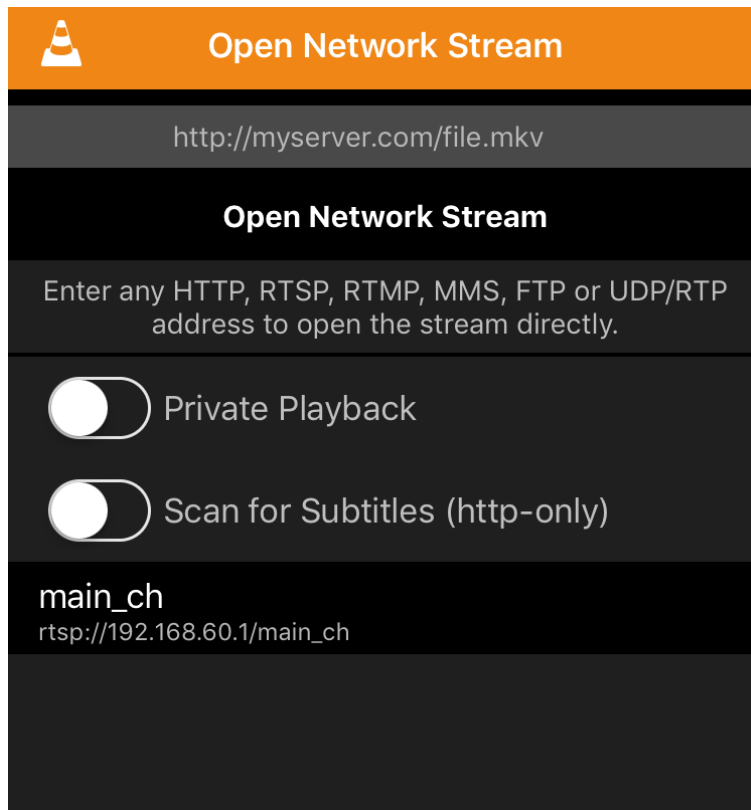 Open Network Stream
http://myserver.com/file.mkv
Open Network Stream
Enter any HTTP, RTSP, RTMP, MMS, FTP or UDP/RTP
address to open the stream directly.
Private Playback
Scan for Subtitles (http-only)
main_ch
rtsp://192.168.60.1/main_ch